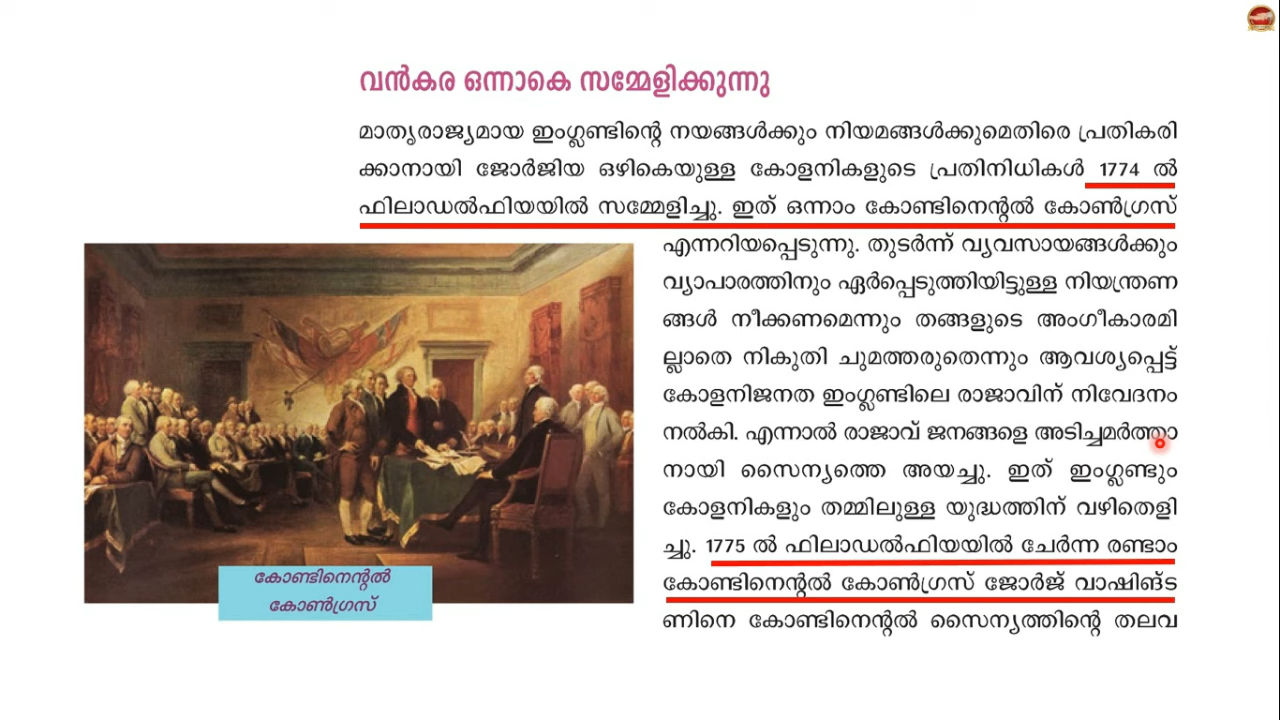 വൻകര ഒന്നാകെ സമ്മേളിക്കുന്നു
മാതൃരാജ്യമായ ഇംഗ്ലണ്ടിന്റെ നയങ്ങൾക്കും നിയമങ്ങൾക്കുമെതിരെ പ്രതികരി
ക്കാനായി ജോർജിയ ഒഴികെയുള്ള കോളനികളുടെ പ്രതിനിധികൾ 1774 ൽ
ഫിലാഡൽഫിയയിൽ സമ്മേളിച്ചു. ഇത് ഒന്നാം കോണ്ടിനെന്റൽ കോൺഗ്രസ്
എന്നറിയപ്പെടുന്നു. തുടർന്ന് വ്യവസായങ്ങൾക്കും
വ്യാപാരത്തിനും ഏർപ്പെടുത്തിയിട്ടുള്ള നിയന്ത്രണ
ങ്ങൾ നീക്കണമെന്നും തങ്ങളുടെ അംഗീകാരമി
ല്ലാതെ നികുതി ചുമത്തരുതെന്നും ആവശ്യപ്പെട്ട്
കോളനിജനത ഇംഗ്ലണ്ടിലെ രാജാവിന് നിവേദനം
നൽകി. എന്നാൽ രാജാവ് ജനങ്ങളെ അടിച്ചമർത്താ
നായി സൈന്യത്തെ അയച്ചു. ഇത് ഇംഗ്ലണ്ടും
കോളനികളും തമ്മിലുള്ള യുദ്ധത്തിന് വഴിതെളി
ച്ചു. 1775 ൽ ഫിലാഡൽഫിയയിൽ ചേർന്ന രണ്ടാം
കോണ്ടിനെന്റൽ കോൺഗ്രസ് ജോർജ് വാഷിങ്ട
ണിനെ കോണ്ടിനെന്റൽ സൈന്യത്തിന്റെ തലവ
കോണ്ടിനെന്റൽ
കോൺഗ്രസ്